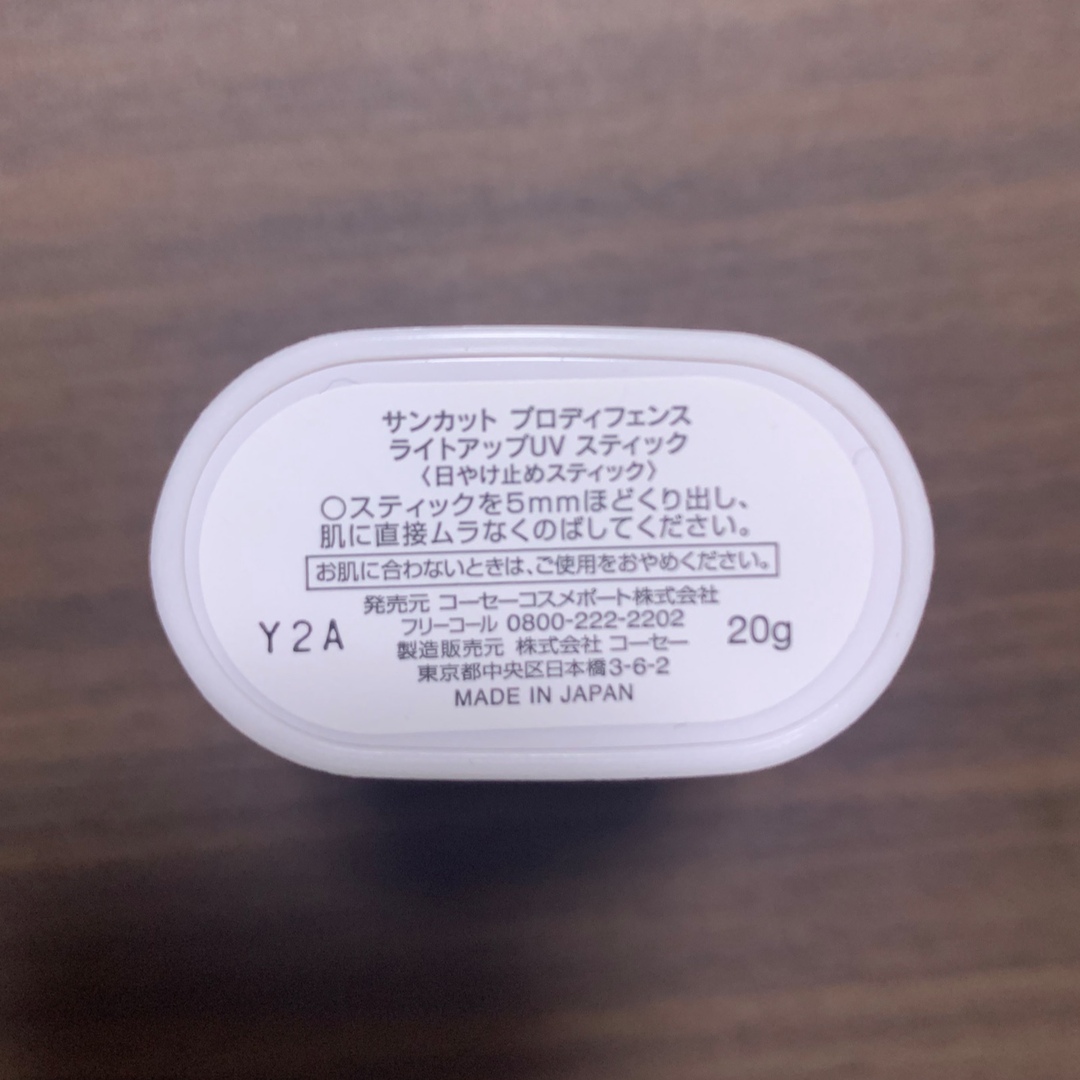 サンカット プロディフェンス
ライトアップUV スティック
〈日やけ止めスティック〉
○スティックを5mmほどくり出し、
肌に直接ムラなくのばしてください。
お肌に合わないときは、ご使用をおやめください。
発売元 コーセーコスメポート株式会社
フリーコール 0800-222-2202
製造販売元 株式会社 コーセー
東京都中央区日本橋3-6-2
MADE IN JAPAN
Y2A
20g